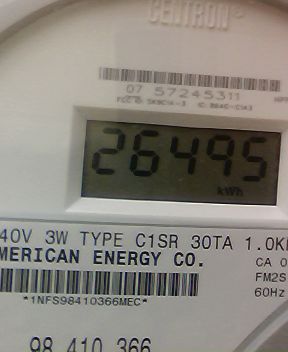 CENTRON®
07 57245311
26495
kWh
40V 3W TYPE C1SR 30TA 1.0K
MERICAN ENERGY CO.
CA 0
FM2S
*1NFS98410366MEC*
60Hz
98 410 366